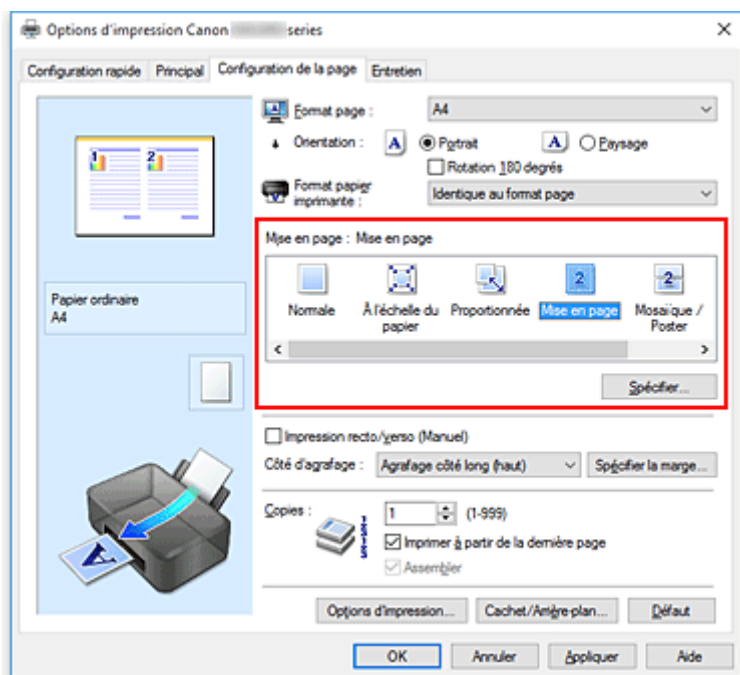 Options d'impression Canon series
Configuration rapide Principal Configuration de la page Entretien
Format page : A4
Orientation : A Portrait A Paysage
Rotation 180 degrés
Format papier imprimante : Identique au format page
1 2
Mise en page : Mise en page
Normale À l'échelle du papier Proportionnée 2 Mise en page 2 Mosaïque / Poster
Papier ordinaire
A4
Spécifier...
Impression recto/verso (Manuel)
Côté d'agrafage : Agrafage côté long (haut) Spécifier la marge...
Copies : 1 (1-999)
Imprimer à partir de la dernière page
Assembler
A
Options d'impression... Cachet/Arrière-plan... Défaut
OK Annuler Appliquer Aide